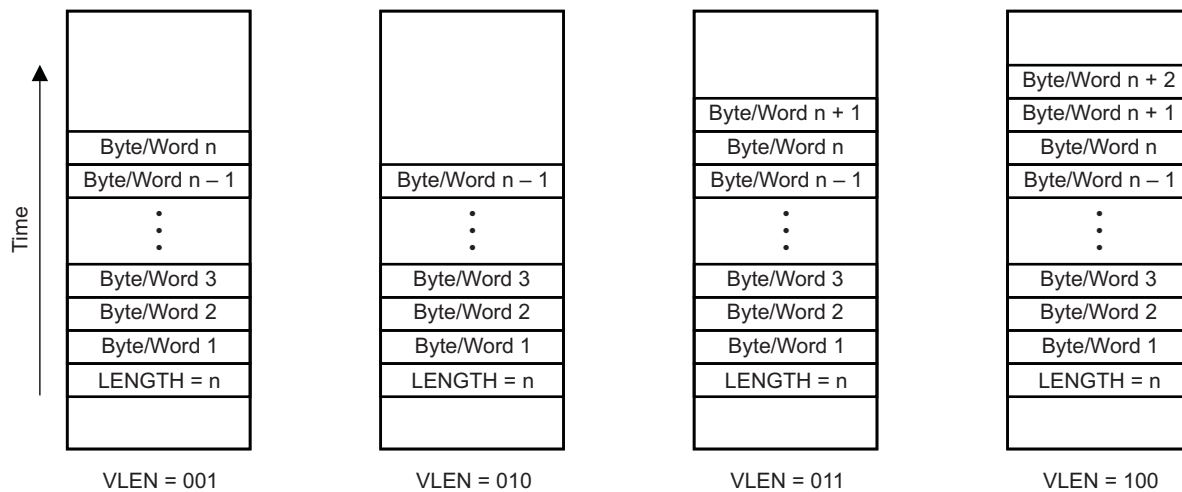 Time
Byte/Word n
Byte/Word n – 1
Byte/Word 3
Byte/Word 2
Byte/Word 1
LENGTH = n
VLEN = 001
Byte/Word n – 1
Byte/Word 3
Byte/Word 2
Byte/Word 1
LENGTH = n
VLEN = 010
Byte/Word n + 1
Byte/Word n
Byte/Word n – 1
Byte/Word 3
Byte/Word 2
Byte/Word 1
LENGTH = n
VLEN = 011
Byte/Word n + 2
Byte/Word n + 1
Byte/Word n
Byte/Word n – 1
Byte/Word 3
Byte/Word 2
Byte/Word 1
LENGTH = n
VLEN = 100